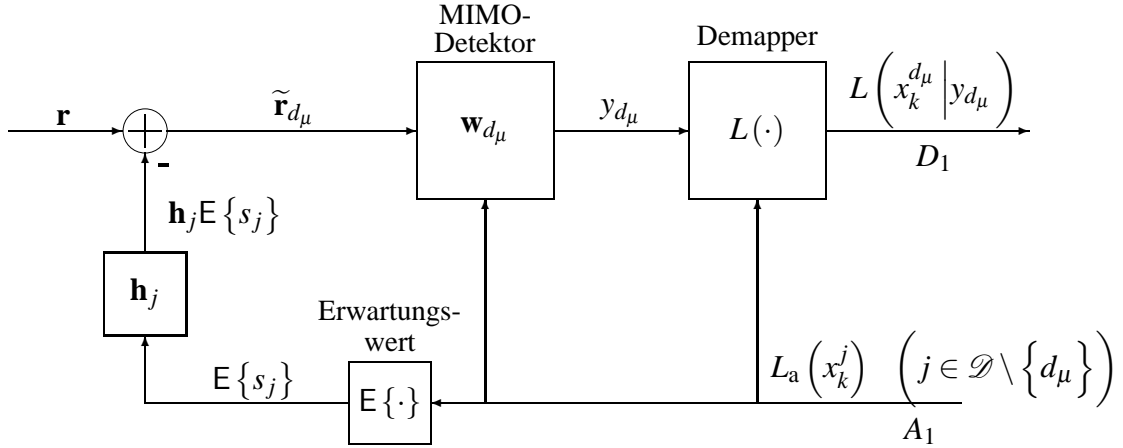 MIMO-
Detektor
Demapper
r
r̃_{d_μ}
w_{d_μ}
y_{d_μ}
L(·)
L(x_k^{d_μ} | y_{d_μ})
D_1
-
h_j E{s_j}
h_j
Erwartungs-
wert
E{s_j}
E{·}
L_a(x_k^j) (j ∈ 𝒟 \ {d_μ})
A_1